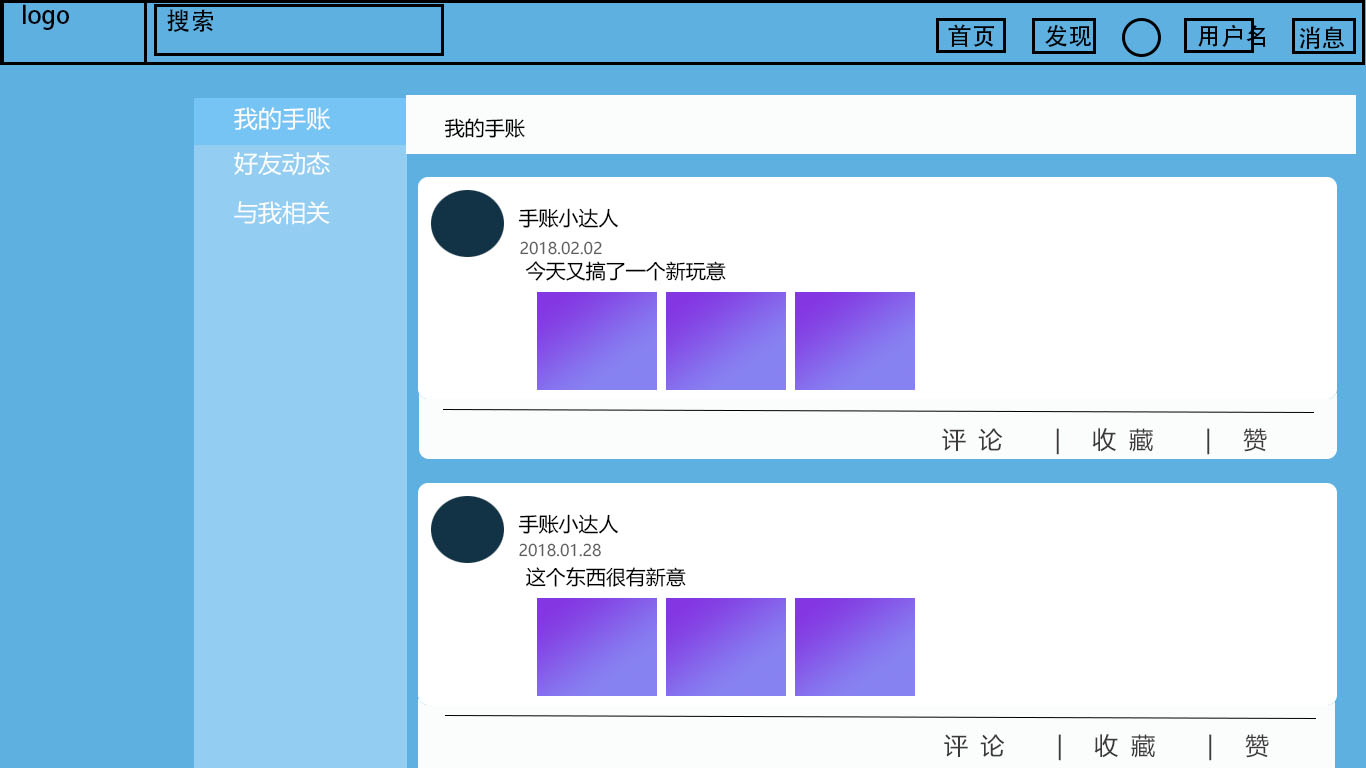 logo
搜索
首页
发现
用户名
消息
我的手账
好友动态
与我相关
我的手账
手账小达人
2018.02.02
今天又搞了一个新玩意
评论 | 收藏 | 赞
手账小达人
2018.01.28
这个东西很有新意
评论 | 收藏 | 赞